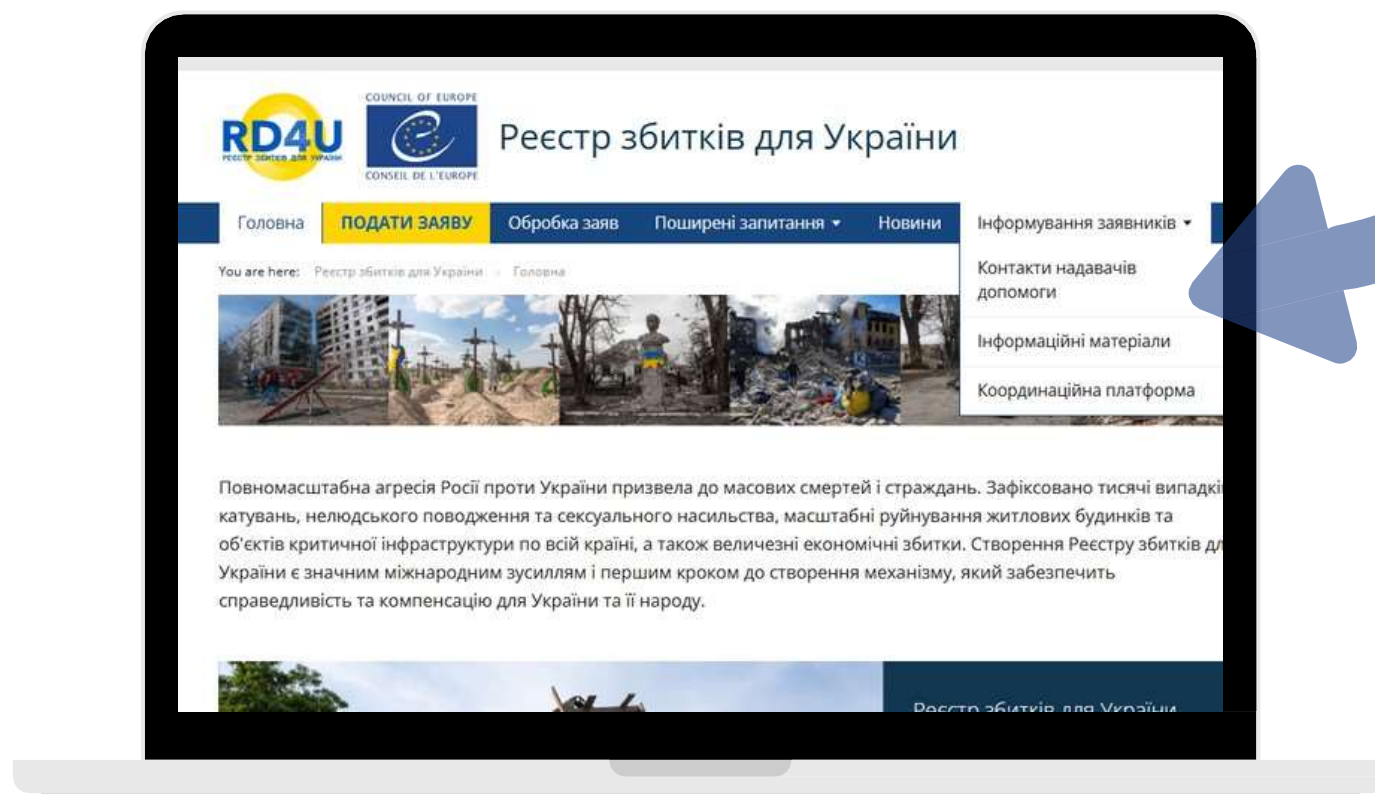 COUNCIL OF EUROPE
RD4U
РЕЄСТР ЗБИТКІВ ДЛЯ УКРАЇНИ
CONSEIL DE L'EUROPE
Реєстр збитків для України
Головна ПОДАТИ ЗАЯВУ Обробка заяв Поширені запитання Новини Інформування заявників
You are here: Реєстр збитків для України Головна
Контакти надавачів
допомоги
Інформаційні матеріали
Координаційна платформа
Повномасштабна агресія Росії проти України призвела до масових смертей і страждань. Зафіксовано тисячі випадкі
катувань, нелюдського поводження та сексуального насильства, масштабні руйнування житлових будинків та
об'єктів критичної інфраструктури по всій країні, а також величезні економічні збитки. Створення Реєстру збитків дл
України є значним міжнародним зусиллям і першим кроком до створення механізму, який забезпечить
справедливість та компенсацію для України та її народу.
Реєстр збитків для України